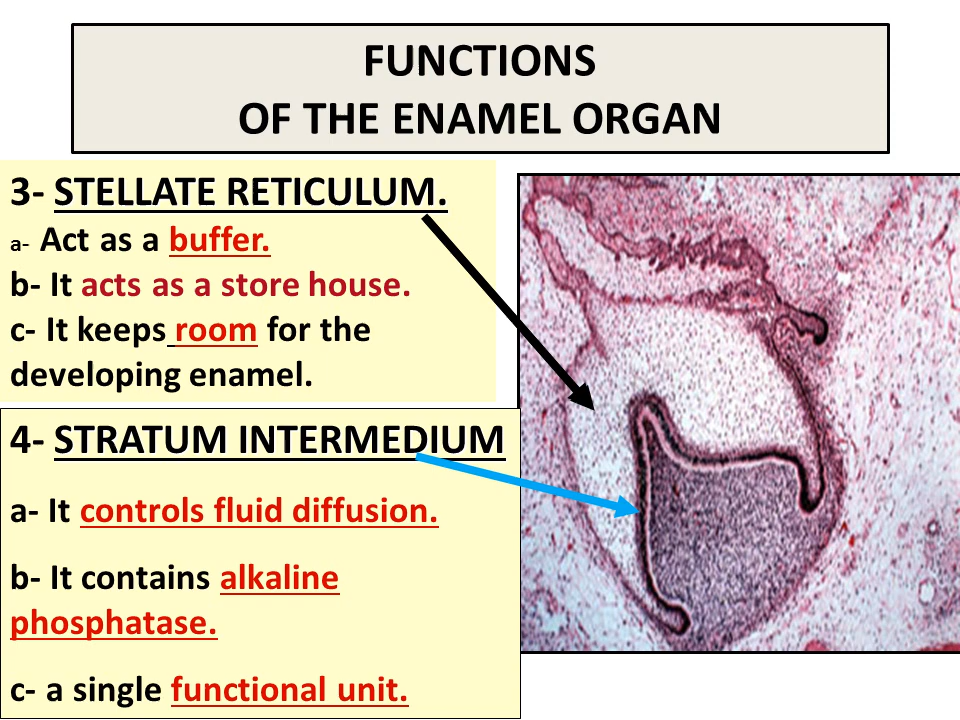 FUNCTIONS
OF THE ENAMEL ORGAN
3- STELLATE RETICULUM.
a- Act as a buffer.
b- It acts as a store house.
c- It keeps room for the
developing enamel.
4- STRATUM INTERMEDIUM
a- It controls fluid diffusion.
b- It contains alkaline
phosphatase.
c- a single functional unit.